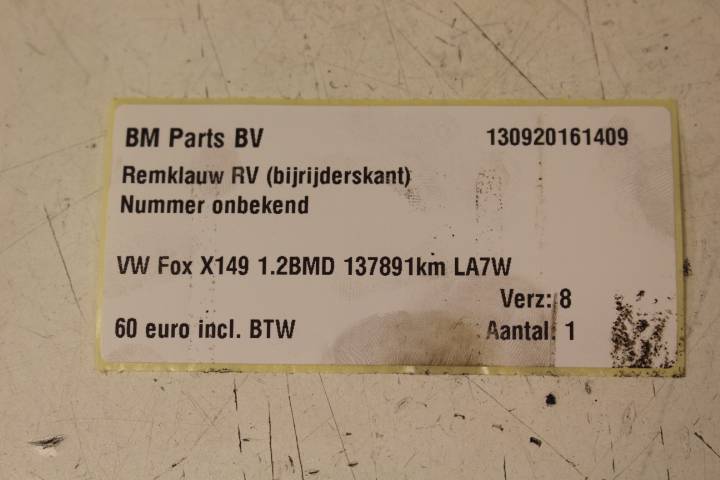 BM Parts BV 130920161409
Remklauw RV (bijrijderskant)
Nummer onbekend
VW Fox X149 1.2BMD 137891km LA7W
Verz: 8
60 euro incl. BTW Aantal: 1